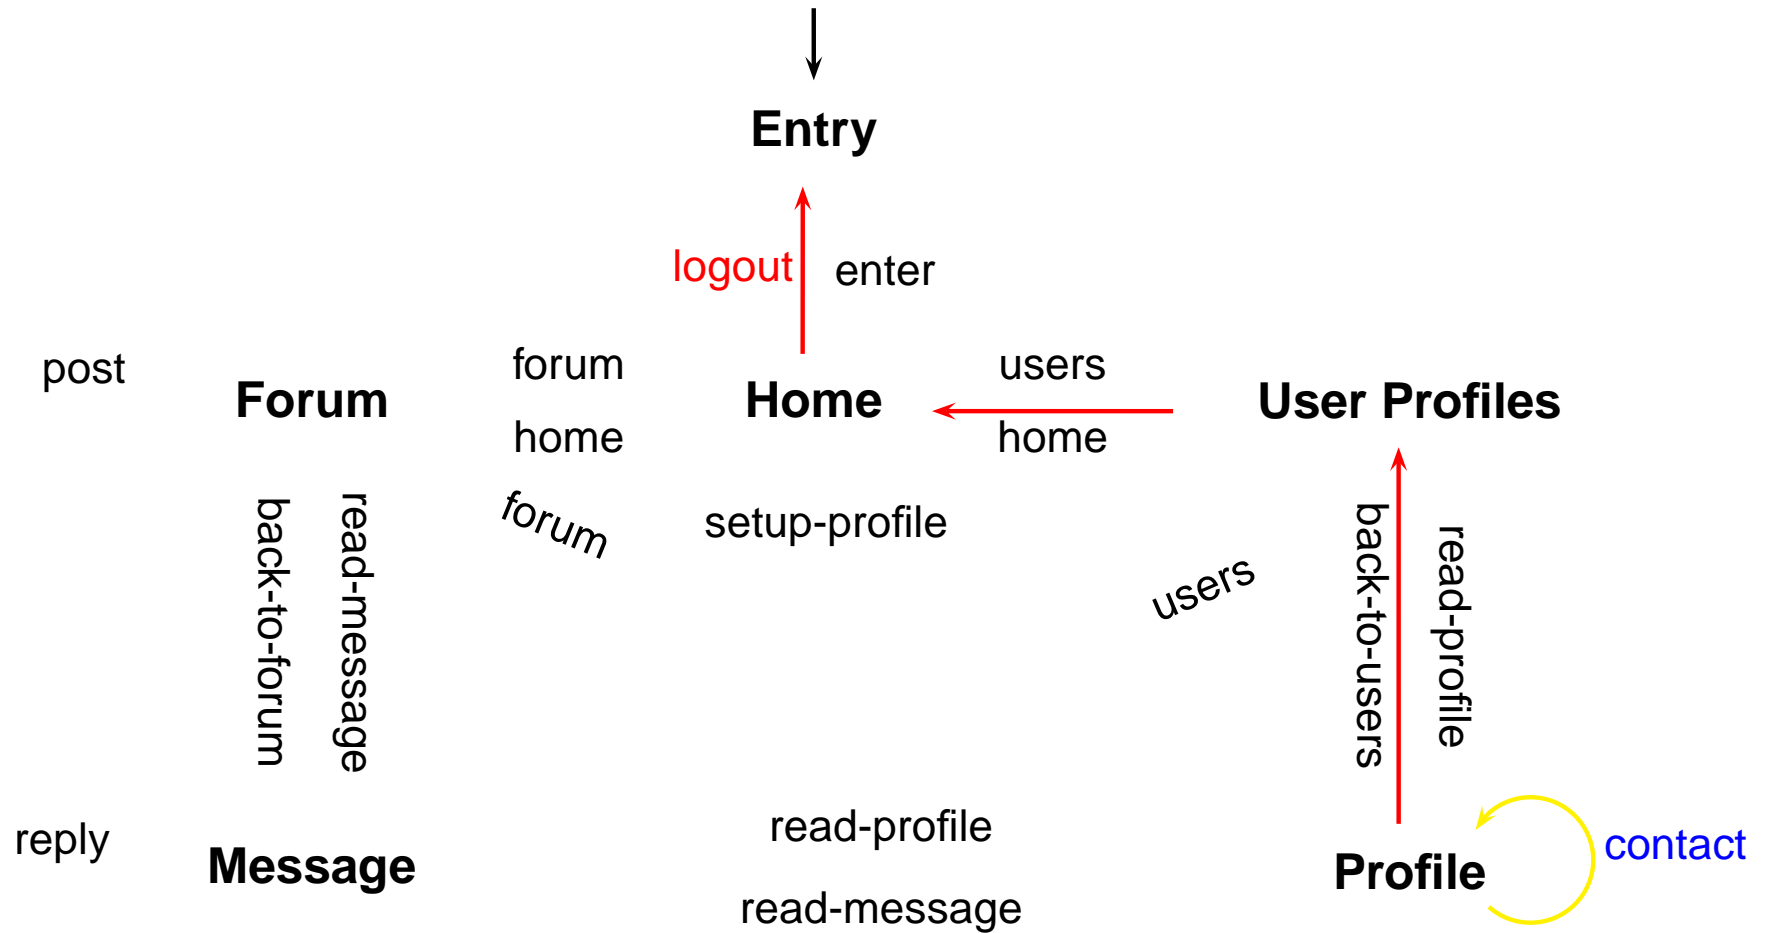 Entry
logout
enter
post
forum
users
Forum
Home
User Profiles
home
home
forum
setup-profile
back-to-forum
read-message
users
back-to-users
read-profile
reply
read-profile
contact
Message
Profile
read-message